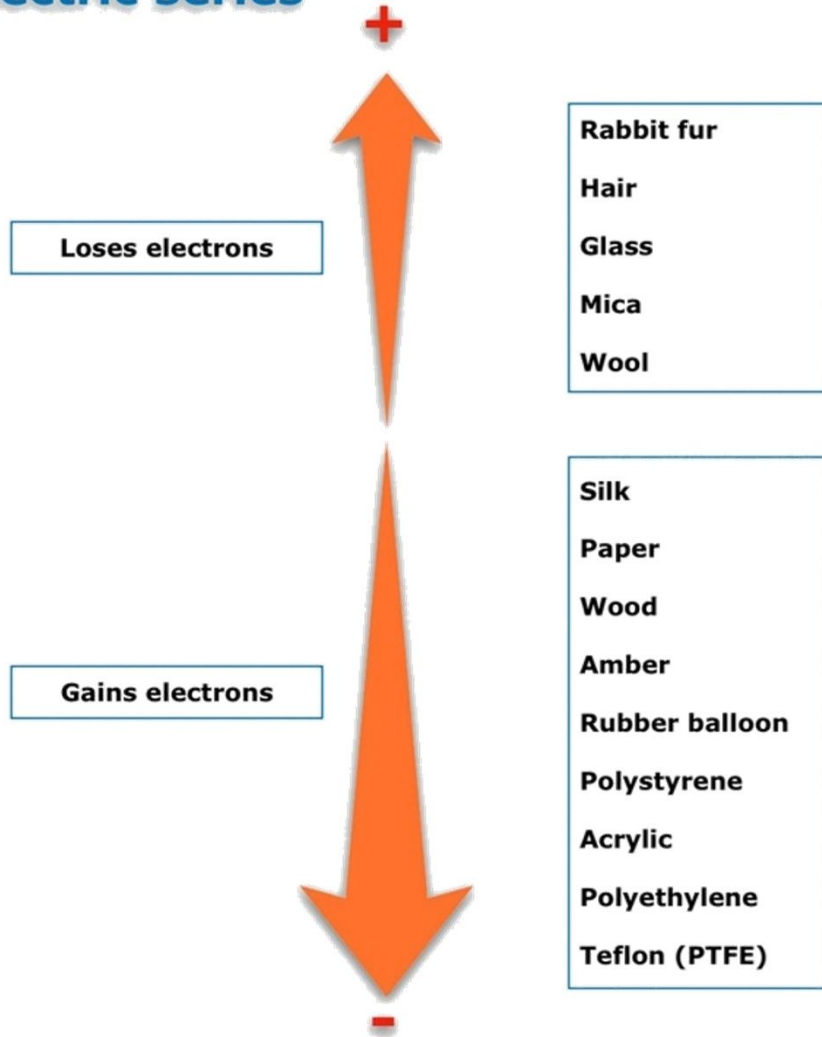 +
Rabbit fur
Hair
Glass
Mica
Wool
Loses electrons
Silk
Paper
Wood
Amber
Rubber balloon
Polystyrene
Acrylic
Polyethylene
Teflon (PTFE)
Gains electrons
-